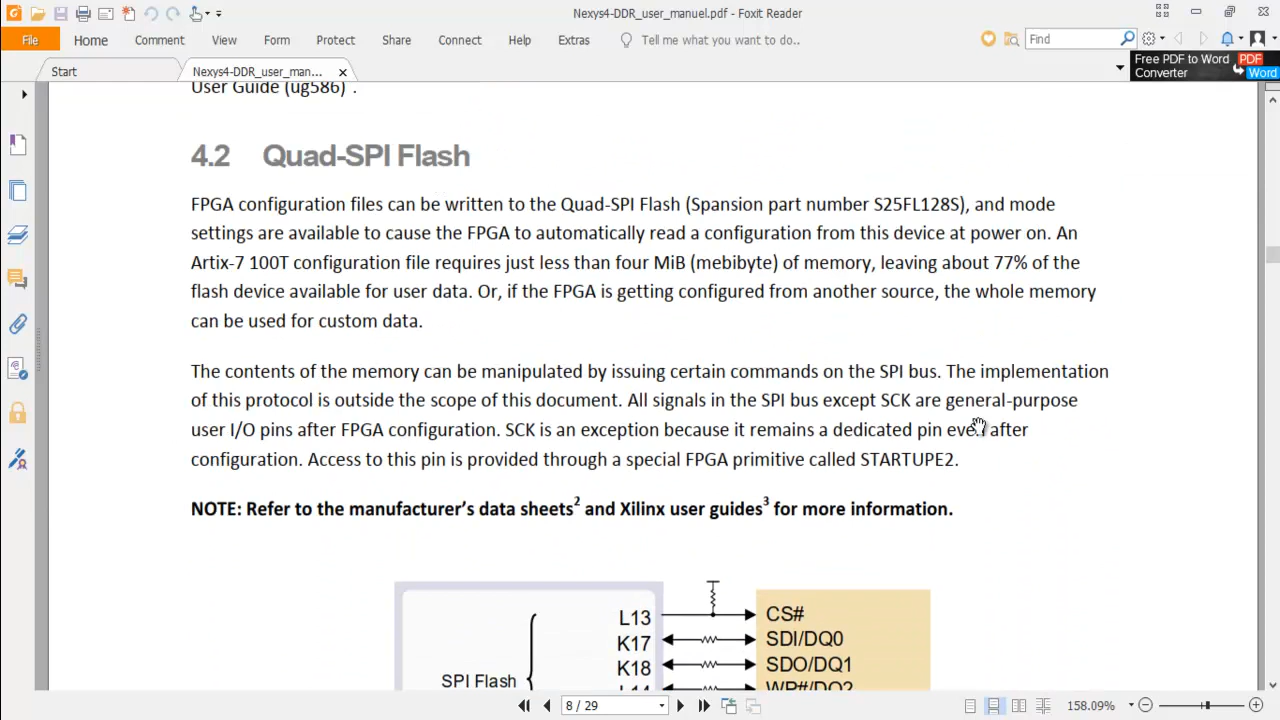 Nexys4-DDR_user_manuel.pdf - Foxit Reader
File Home Comment View Form Protect Share Connect Help Extras Tell me what you want to do.. Find
Start Nexys4-DDR_user_man... Free PDF to Word Converter PDF Word
User Guide (ug586) .
4.2 Quad-SPI Flash
FPGA configuration files can be written to the Quad-SPI Flash (Spansion part number S25FL128S), and mode
settings are available to cause the FPGA to automatically read a configuration from this device at power on. An
Artix-7 100T configuration file requires just less than four MiB (mebibyte) of memory, leaving about 77% of the
flash device available for user data. Or, if the FPGA is getting configured from another source, the whole memory
can be used for custom data.
The contents of the memory can be manipulated by issuing certain commands on the SPI bus. The implementation
of this protocol is outside the scope of this document. All signals in the SPI bus except SCK are general-purpose
user I/O pins after FPGA configuration. SCK is an exception because it remains a dedicated pin even after
configuration. Access to this pin is provided through a special FPGA primitive called STARTUPE2.
NOTE: Refer to the manufacturer's data sheets2 and Xilinx user guides3 for more information.
L13 CS#
K17 SDI/DQ0
K18 SDO/DQ1
SPI Flash L14 WP#/DQ2
8 / 29 158.09%